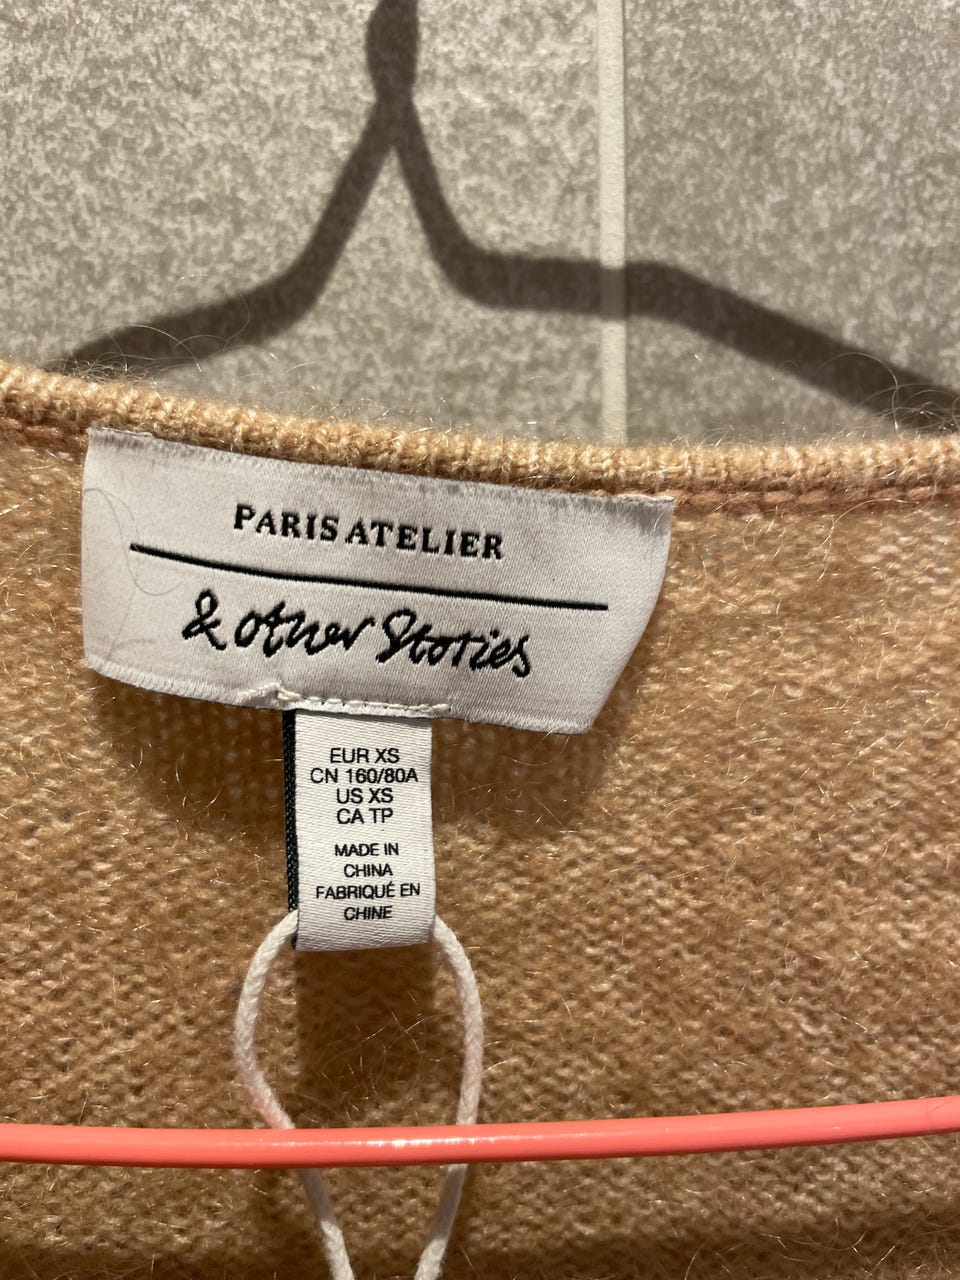 PARIS ATELIER
& other Stories
EUR XS
CN 160/80A
US XS
CA TP
MADE IN
CHINA
FABRIQUÉ EN
CHINE